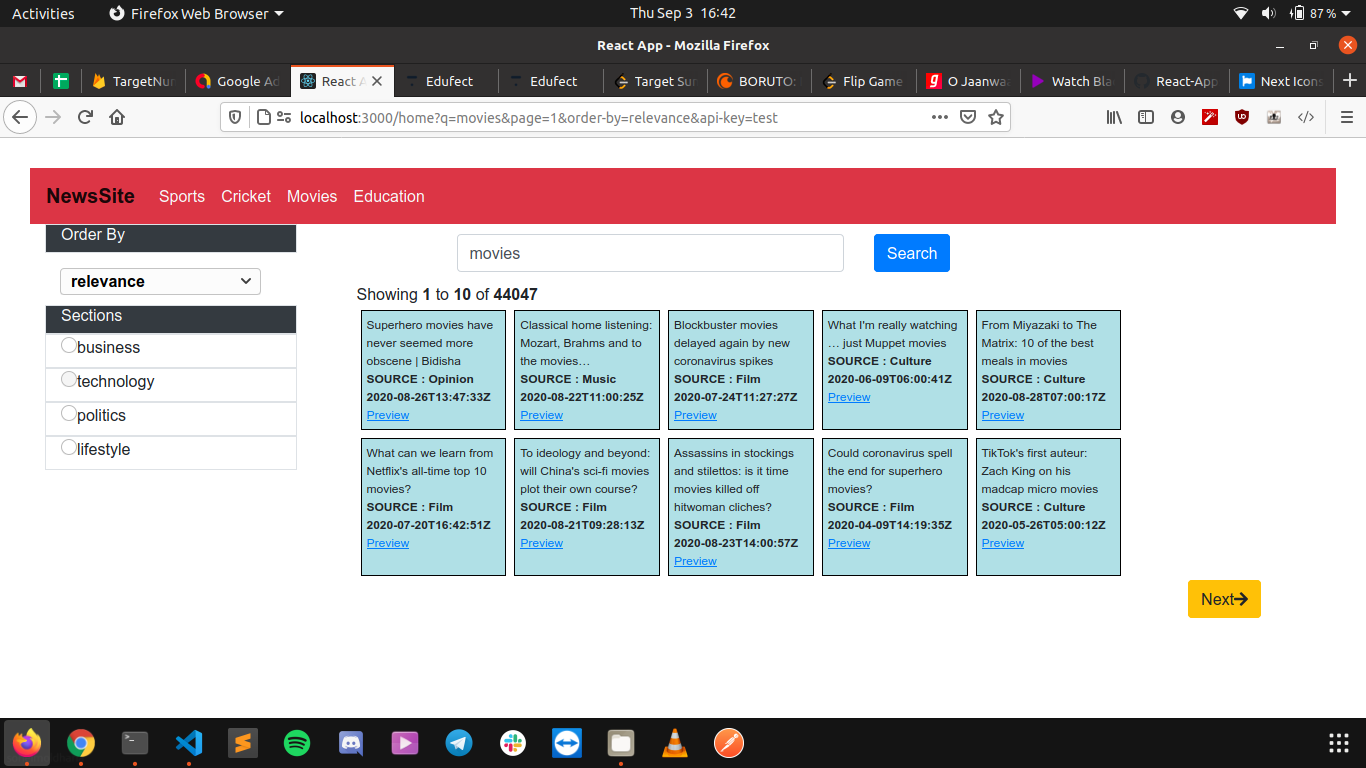 Activities Firefox Web Browser Thu Sep 3 16:42 87 %
React App - Mozilla Firefox
TargetNu Google Ad React A Edufect Edufect Target Su BORUTO: Flip Game O Jaanwa Watch Bla React-App Next Icons
localhost:3000/home?q=movies&page=1&order-by=relevance&api-key=test
NewsSite Sports Cricket Movies Education
Order By
relevance
Sections
business
technology
politics
lifestyle
movies Search
Showing 1 to 10 of 44047
Superhero movies have
never seemed more
obscene | Bidisha
SOURCE : Opinion
2020-08-26T13:47:33Z
Preview
Classical home listening:
Mozart, Brahms and to
the movies…
SOURCE : Music
2020-08-22T11:00:25Z
Preview
Blockbuster movies
delayed again by new
coronavirus spikes
SOURCE : Film
2020-07-24T11:27:27Z
Preview
What I'm really watching
… just Muppet movies
SOURCE : Culture
2020-06-09T06:00:41Z
Preview
From Miyazaki to The
Matrix: 10 of the best
meals in movies
SOURCE : Culture
2020-08-28T07:00:17Z
Preview
What can we learn from
Netflix's all-time top 10
movies?
SOURCE : Film
2020-07-20T16:42:51Z
Preview
To ideology and beyond:
will China's sci-fi movies
plot their own course?
SOURCE : Film
2020-08-21T09:28:13Z
Preview
Assassins in stockings
and stilettos: is it time
movies killed off
hitwoman cliches?
SOURCE : Film
2020-08-23T14:00:57Z
Preview
Could coronavirus spell
the end for superhero
movies?
SOURCE : Film
2020-04-09T14:19:35Z
Preview
TikTok's first auteur:
Zach King on his
madcap micro movies
SOURCE : Culture
2020-05-26T05:00:12Z
Preview
Next